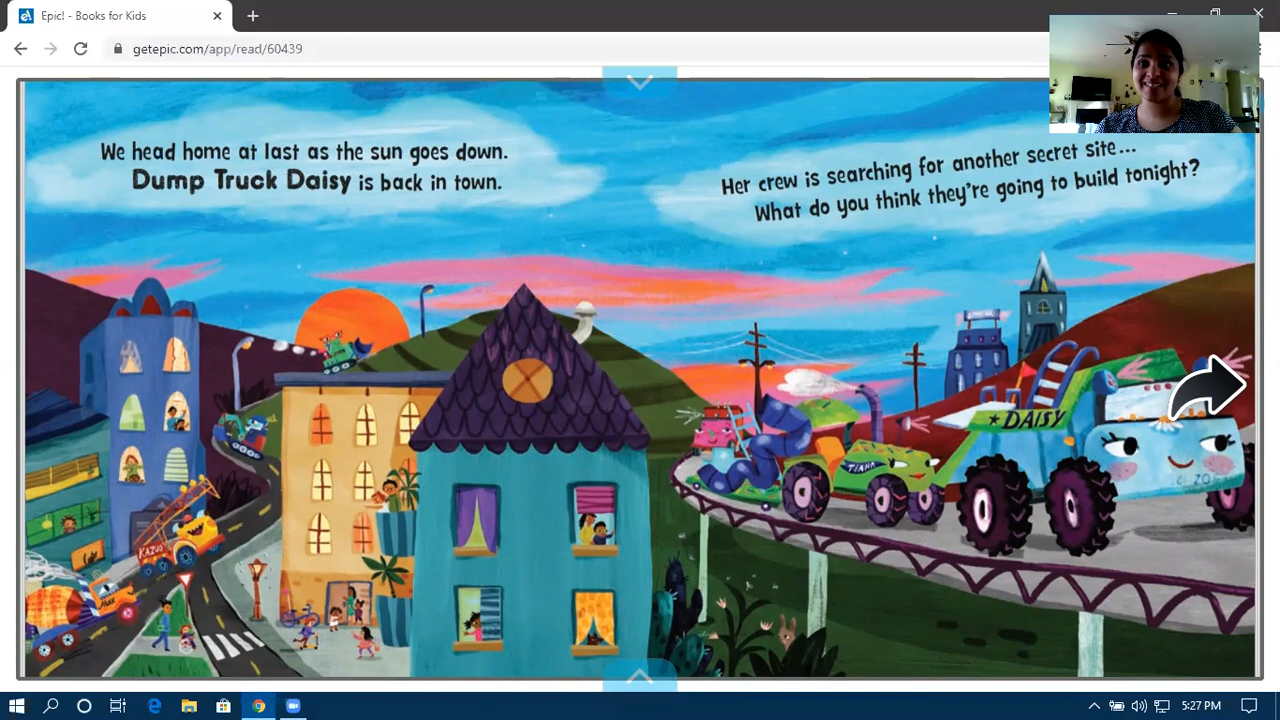 Epic! - Books for Kids
getepic.com/app/read/60439
We head home at last as the sun goes down.
Dump Truck Daisy is back in town.
Her crew is searching for another secret site...
What do you think they're going to build tonight?
DAISY
TIANA
KAZUO
5:27 PM